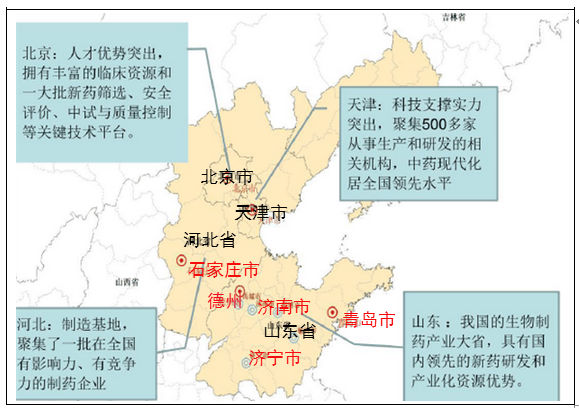 吉林省
北京：人才优势突出，
拥有丰富的临床资源和
一大批新药筛选、安全
评价、中试与质量控制
等关键技术平台。
天津：科技支撑实力
突出，聚集500多家
从事生产和研发的相
关机构，中药现代化
居全国领先水平
北京市
天津市
河北省
石家庄市
山西省
德州
济南市
青岛市
山东省
济宁市
河北：制造基地，
聚集了一批在全国
有影响力、有竞争
力的制药企业
山东：我国的生物制
药产业大省，具有国
内领先的新药研发和
产业化资源优势。